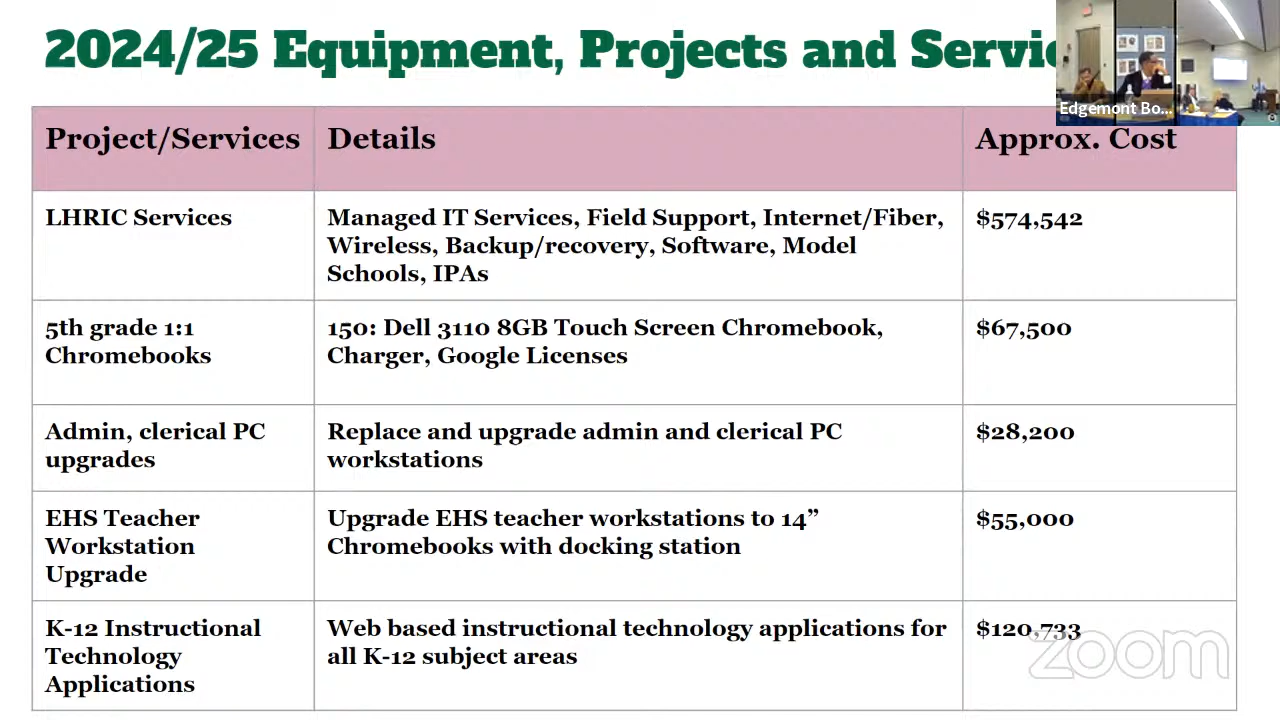 2024/25 Equipment, Projects and
Edgemont Bo...
Project/Services
Details
Approx. Cost
LHRIC Services
Managed IT Services, Field Support, Internet/Fiber,
Wireless, Backup/recovery, Software, Model
Schools, IPAs
$574,542
5th grade 1:1
Chromebooks
150: Dell 3110 8GB Touch Screen Chromebook,
Charger, Google Licenses
$67,500
Admin, clerical PC
upgrades
Replace and upgrade admin and clerical PC
workstations
$28,200
EHS Teacher
Workstation
Upgrade
Upgrade EHS teacher workstations to 14”
Chromebooks with docking station
$55,000
K-12 Instructional
Technology
Applications
Web based instructional technology applications for
all K-12 subject areas
$120,733
zoom